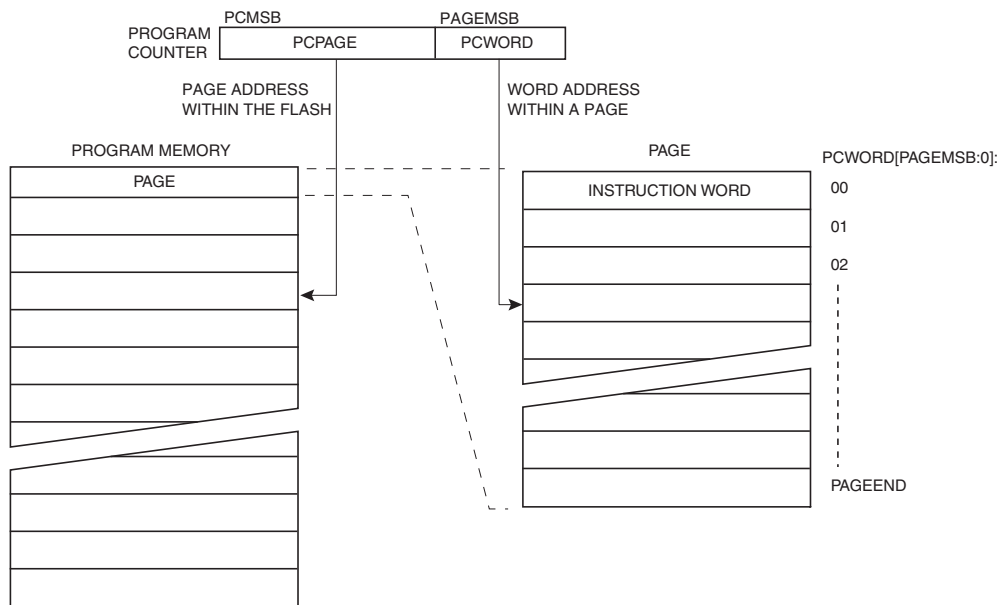 PCMSB PAGEMSB
PROGRAM
COUNTER
PCPAGE PCWORD
PAGE ADDRESS
WITHIN THE FLASH
WORD ADDRESS
WITHIN A PAGE
PROGRAM MEMORY
PAGE
PAGE
INSTRUCTION WORD
PCWORD[PAGEMSB:0]:
00
01
02
PAGEEND